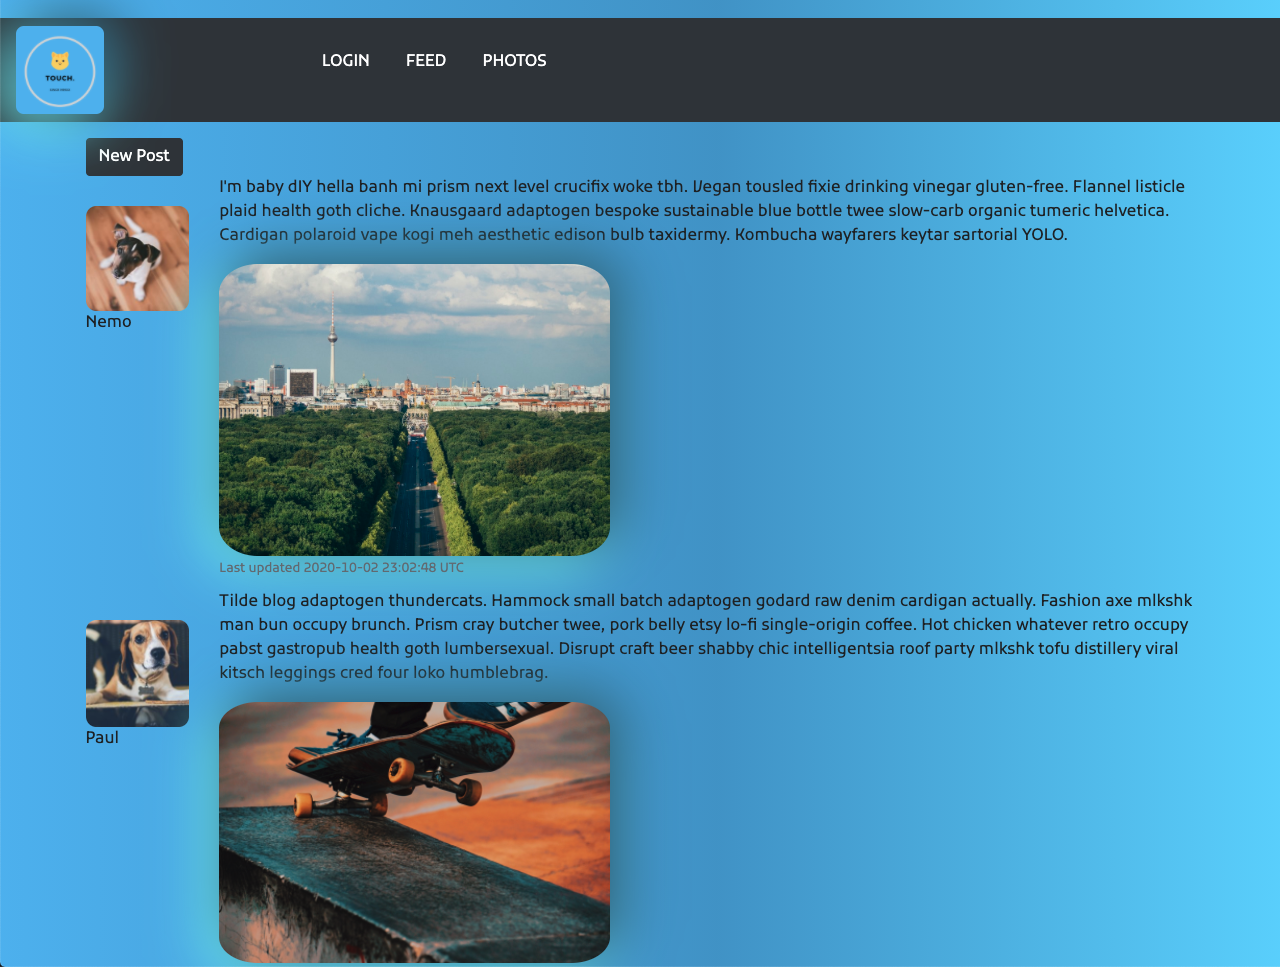 TOUCH.
LOGIN FEED PHOTOS
New Post
I'm baby dIY hella banh mi prism next level crucifix woke tbh. Vegan tousled fixie drinking vinegar gluten-free. Flannel listicle
plaid health goth cliche. Knausgaard adaptogen bespoke sustainable blue bottle twee slow-carb organic tumeric helvetica.
Cardigan polaroid vape kogi meh aesthetic edison bulb taxidermy. Kombucha wayfarers keytar sartorial YOLO.
Nemo
Last updated 2020-10-02 23:02:48 UTC
Tilde blog adaptogen thundercats. Hammock small batch adaptogen godard raw denim cardigan actually. Fashion axe mlkshk
man bun occupy brunch. Prism cray butcher twee, pork belly etsy lo-fi single-origin coffee. Hot chicken whatever retro occupy
pabst gastropub health goth lumbersexual. Disrupt craft beer shabby chic intelligentsia roof party mlkshk tofu distillery viral
kitsch leggings cred four loko humblebrag.
Paul